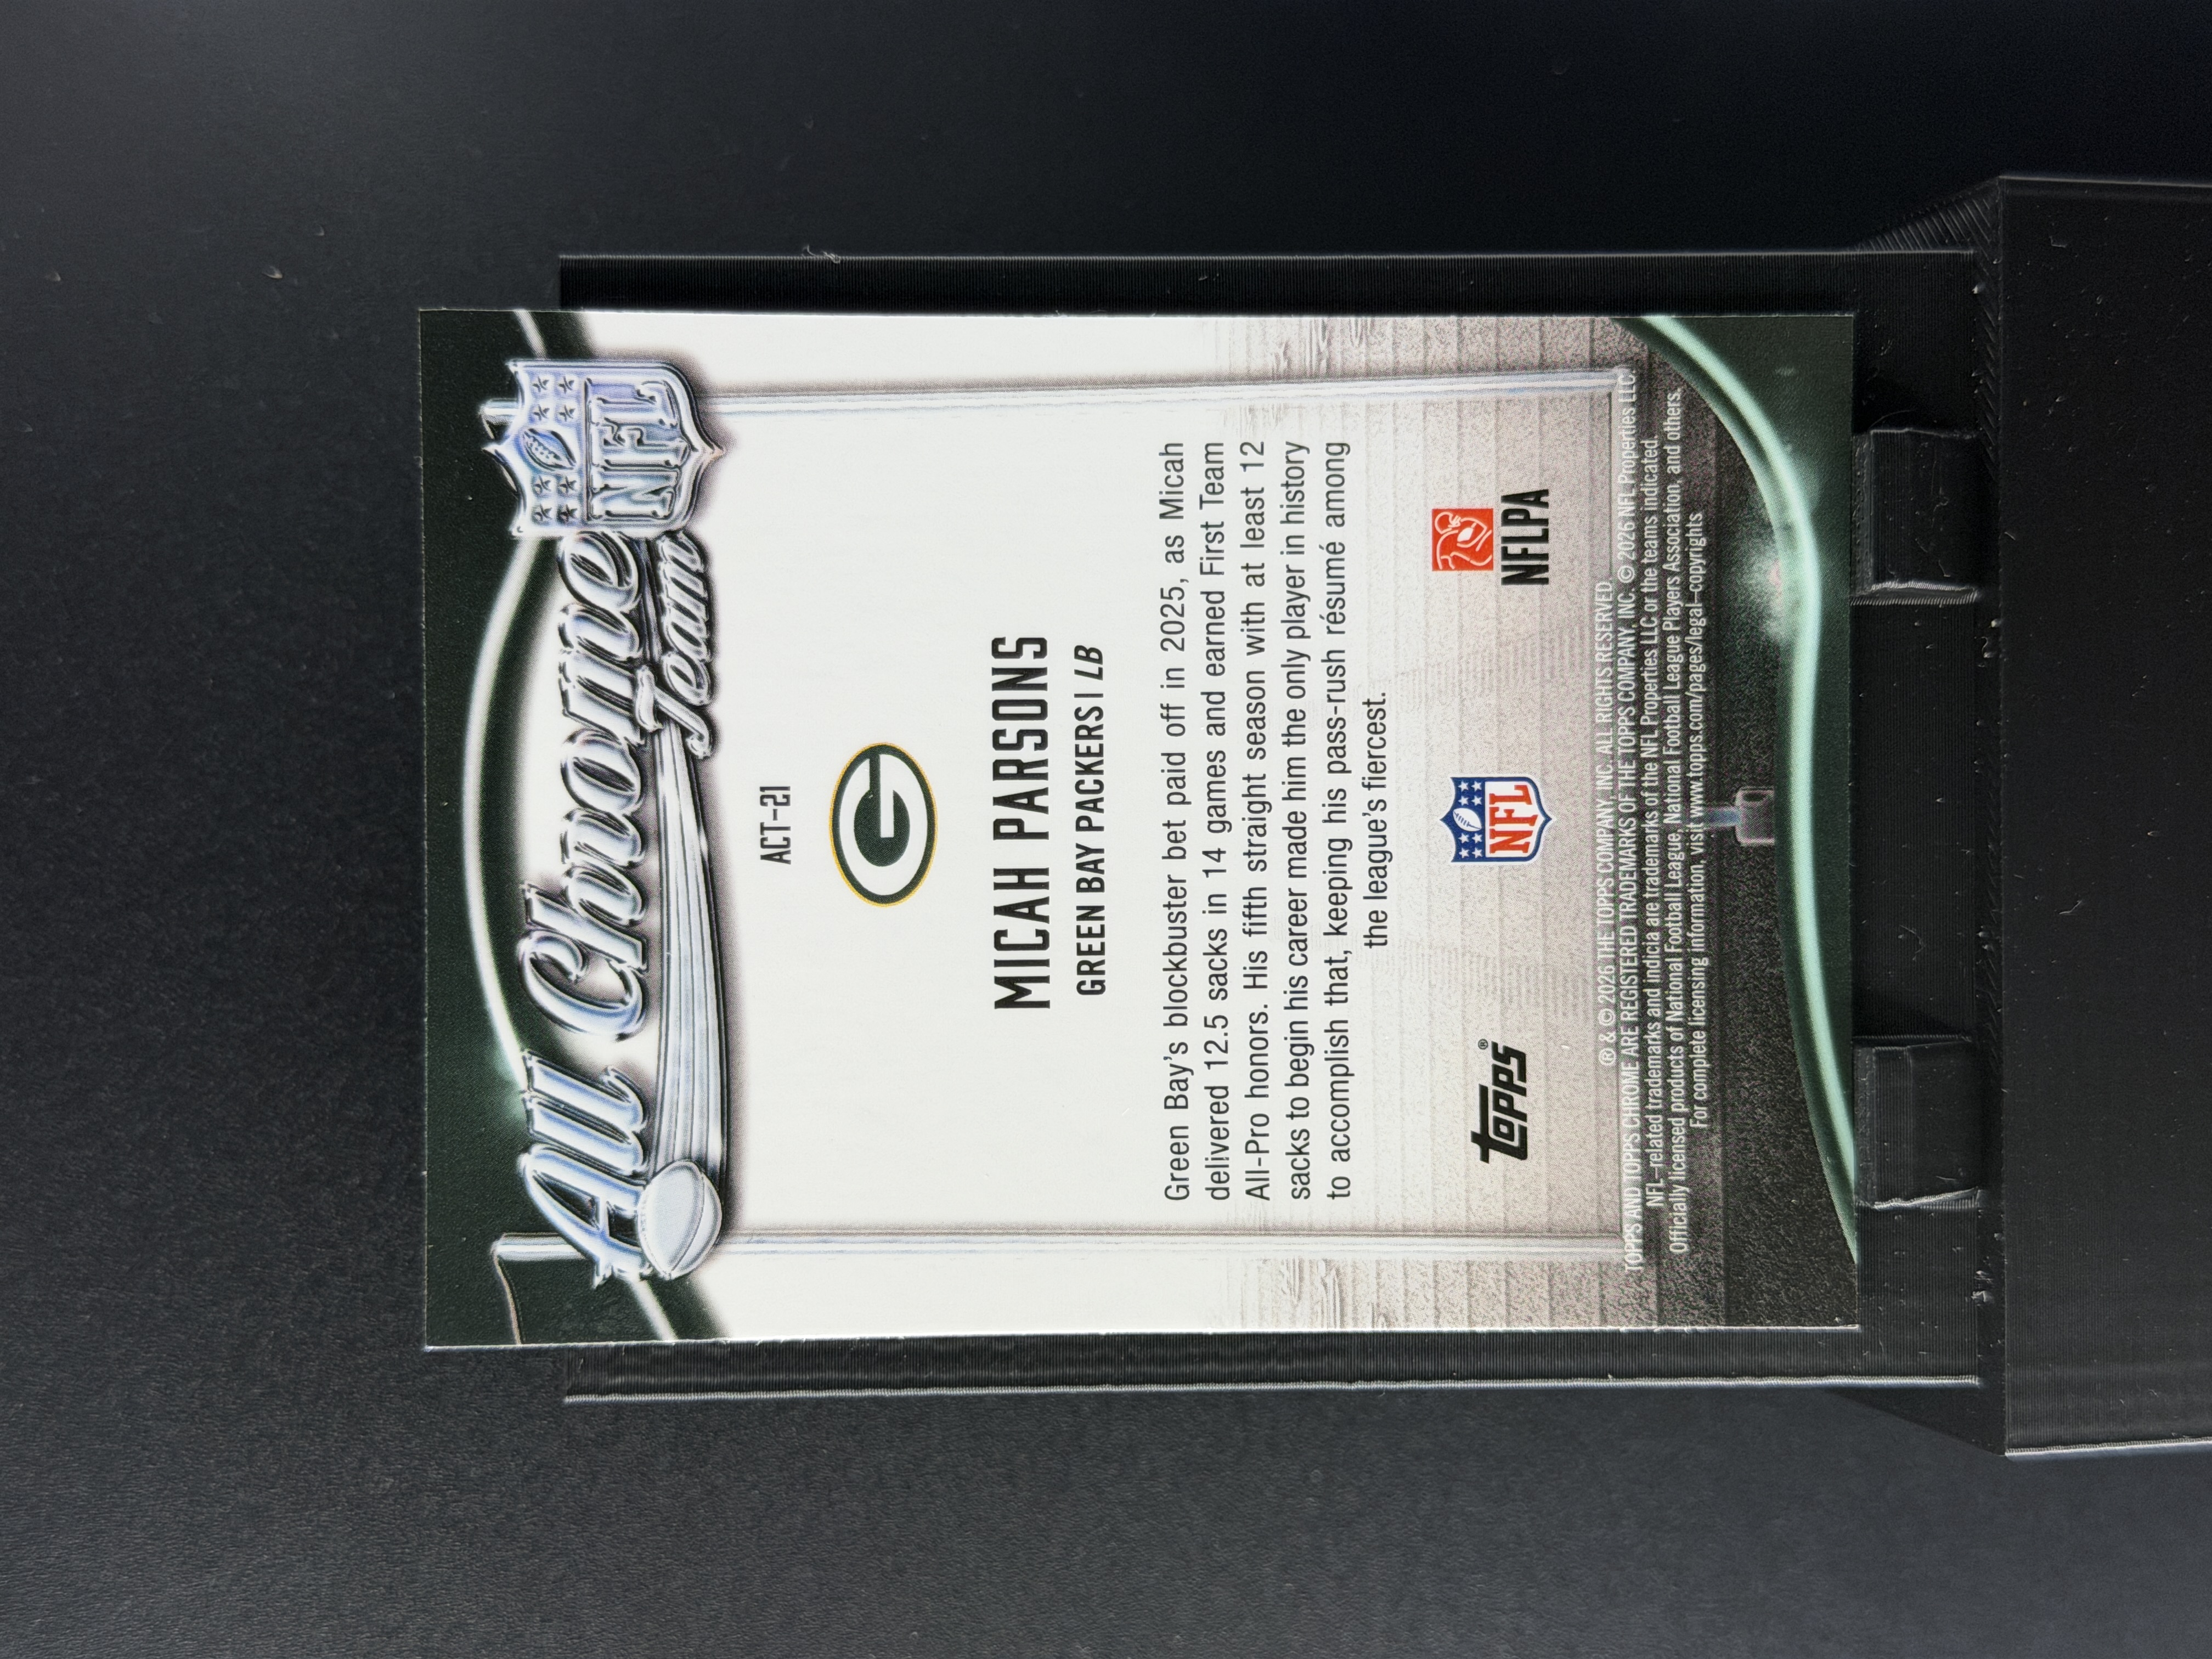 All Chrome
Team
NFL
ACT-21
G
MICAH PARSONS
GREEN BAY PACKERS | LB
Green Bay's blockbuster bet paid off in 2025, as Micah
delivered 12.5 sacks in 14 games and earned First Team
All-Pro honors. His fifth straight season with at least 12
sacks to begin his career made him the only player in history
to accomplish that, keeping his pass-rush résumé among
the league's fiercest.
topps®
NFL
NFLPA
® & © 2026 THE TOPPS COMPANY, INC. ALL RIGHTS RESERVED.
TOPPS AND TOPPS CHROME ARE REGISTERED TRADEMARKS OF THE TOPPS COMPANY, INC. © 2026 NFL Properties LLC.
NFL-related trademarks and indicia are trademarks of the NFL Properties LLC or the teams indicated.
Officially licensed products of National Football League, National Football League Players Association, and others.
For complete licensing information, visit www.topps.com/pages/legal-copyrights